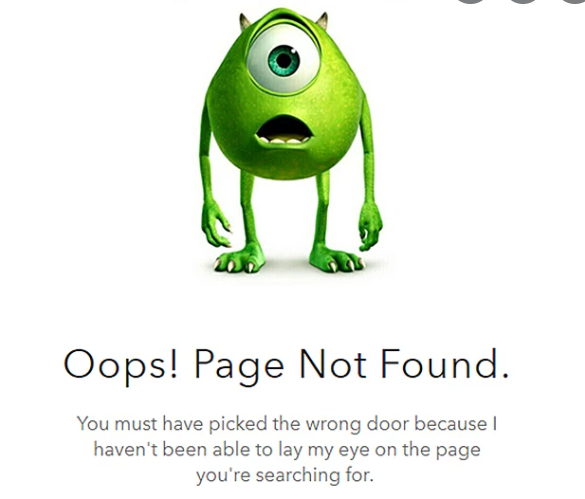 Oops! Page Not Found.
You must have picked the wrong door because I
haven't been able to lay my eye on the page
you're searching for.